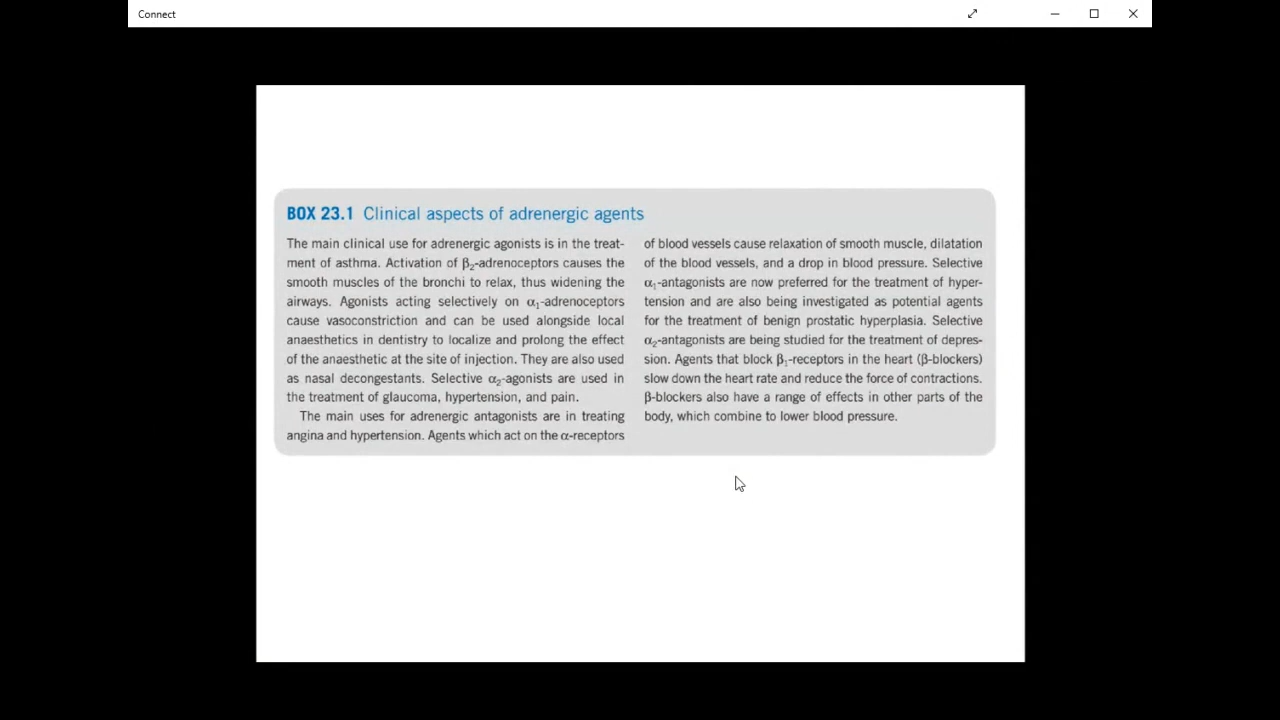 Connect
BOX 23.1 Clinical aspects of adrenergic agents
The main clinical use for adrenergic agonists is in the treat-
ment of asthma. Activation of β₂-adrenoceptors causes the
smooth muscles of the bronchi to relax, thus widening the
airways. Agonists acting selectively on α₁-adrenoceptors
cause vasoconstriction and can be used alongside local
anaesthetics in dentistry to localize and prolong the effect
of the anaesthetic at the site of injection. They are also used
as nasal decongestants. Selective α₂-agonists are used in
the treatment of glaucoma, hypertension, and pain.
The main uses for adrenergic antagonists are in treating
angina and hypertension. Agents which act on the α-receptors
of blood vessels cause relaxation of smooth muscle, dilatation
of the blood vessels, and a drop in blood pressure. Selective
α₁-antagonists are now preferred for the treatment of hyper-
tension and are also being investigated as potential agents
for the treatment of benign prostatic hyperplasia. Selective
α₂-antagonists are being studied for the treatment of depres-
sion. Agents that block β₁-receptors in the heart (β-blockers)
slow down the heart rate and reduce the force of contractions.
β-blockers also have a range of effects in other parts of the
body, which combine to lower blood pressure.